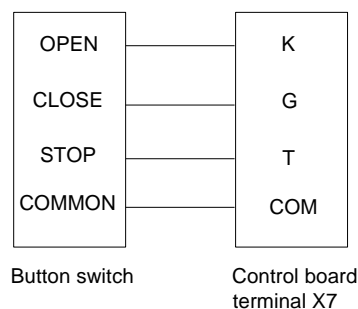 OPEN K
CLOSE G
STOP T
COMMON COM
Button switch
Control board
terminal X7